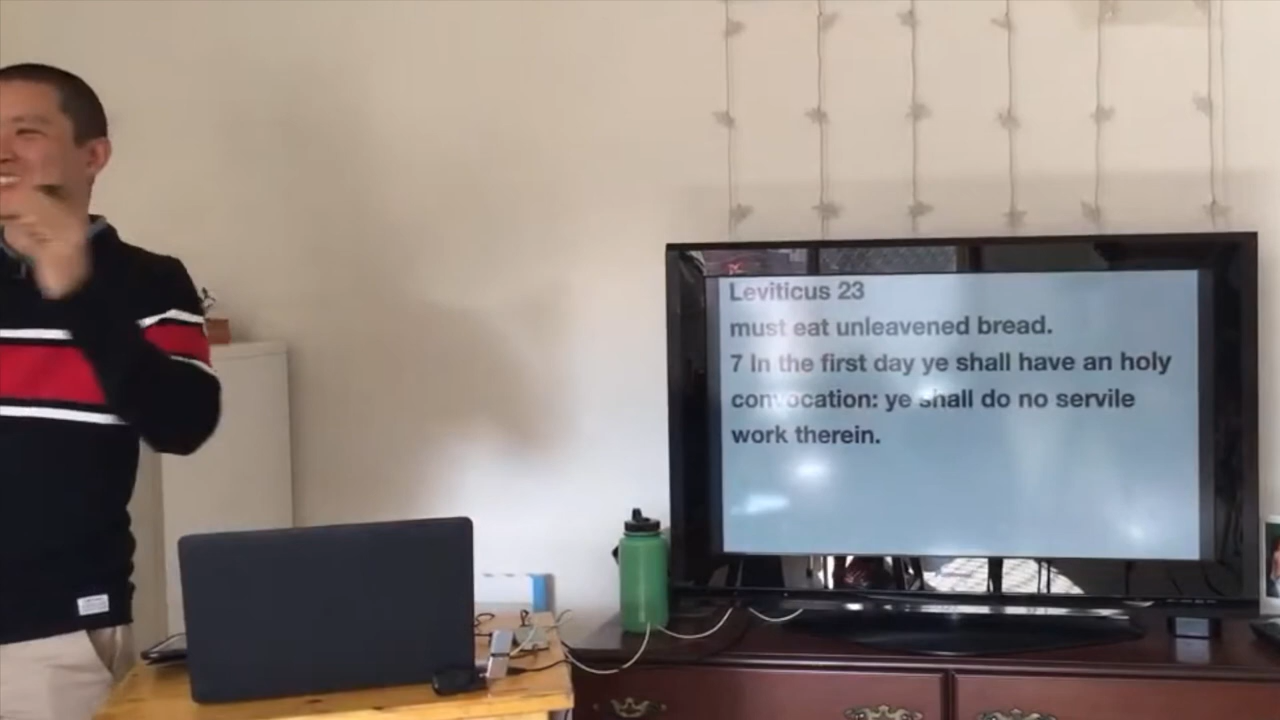 Leviticus 23
must eat unleavened bread.
7 In the first day ye shall have an holy
convocation: ye shall do no servile
work therein.